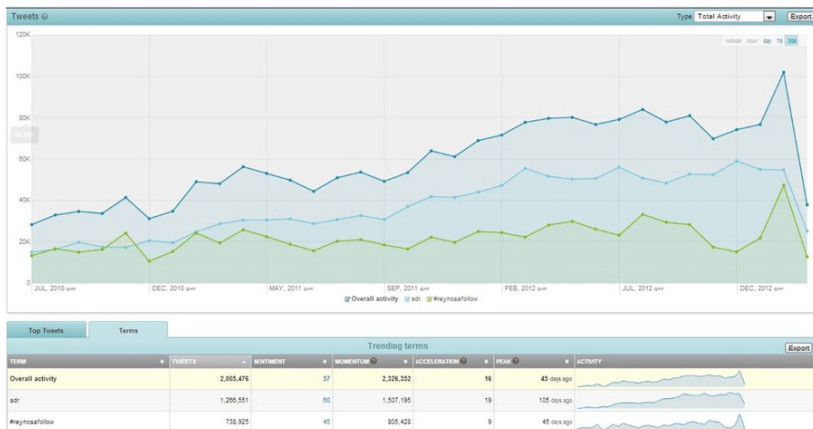 Tweets
Type Total Activity Export
minute hour day 7d 30d
120K
100K
80K
60K
40K
20K
0
JUL, 2010 DEC, 2010 MAY, 2011 SEP, 2011 FEB, 2012 JUL, 2012 DEC, 2012
Overall activity sdr #reynosafollow
Top Tweets Terms
Trending terms Export
TERM TWEETS SENTIMENT MOMENTUM ACCELERATION PEAK ACTIVITY
Overall activity 2,005,476 57 2,326,352 16 45 days ago
sdr 1,266,551 60 1,507,195 19 105 days ago
#reynosafollow 738,925 45 805,428 9 45 days ago